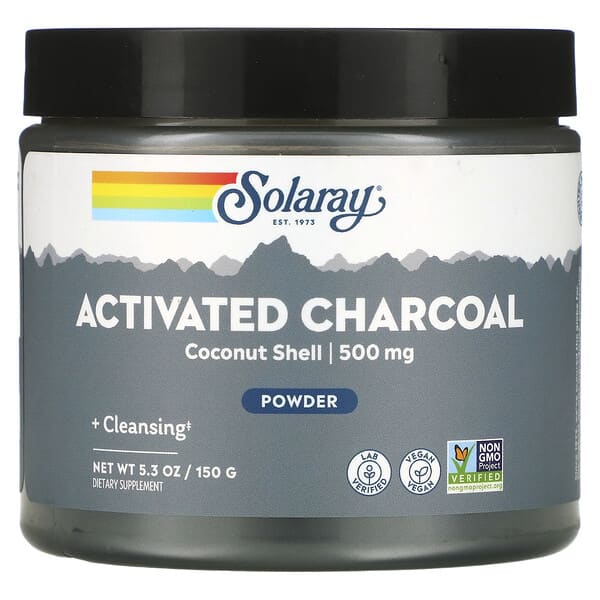 Solaray®
EST. 1973
ACTIVATED CHARCOAL
Coconut Shell | 500 mg
POWDER
+ Cleansing‡
NET WT 5.3 OZ / 150 G
DIETARY SUPPLEMENT
LAB VERIFIED
VEGAN VEGAN
NON
GMO
Project
VERIFIED
nongmoproject.org